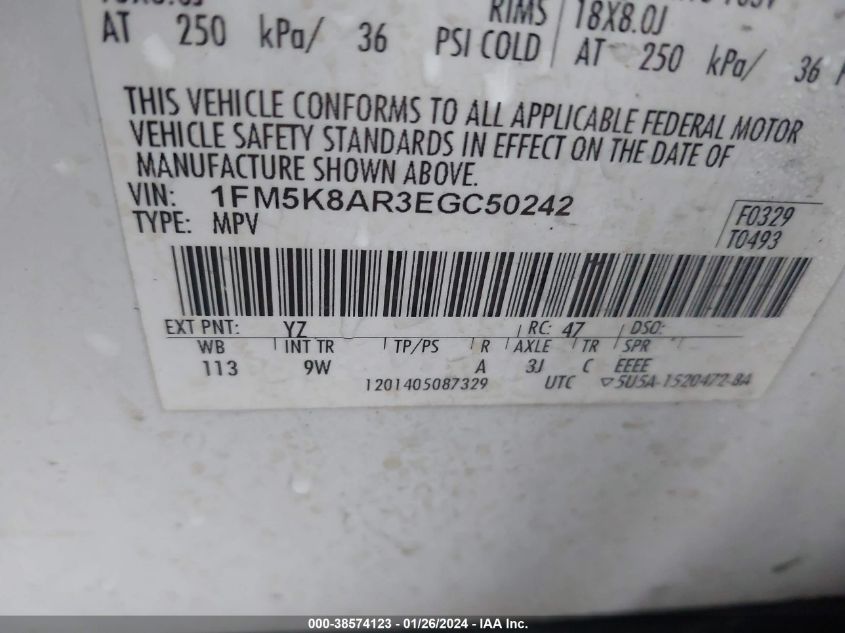 RIMS 18X8.0J
AT 250 kPa/ 36 PSI COLD AT 250 kPa/ 36
THIS VEHICLE CONFORMS TO ALL APPLICABLE FEDERAL MOTOR
VEHICLE SAFETY STANDARDS IN EFFECT ON THE DATE OF
MANUFACTURE SHOWN ABOVE.
VIN: 1FM5K8AR3EGC50242
TYPE: MPV
F0329
T0493
EXT PNT: YZ RC: 47 DSO:
WB INT TR TP/PS R AXLE TR SPR
113 9W A 3J C EEEE
1201405087329 UTC ▽5U5A-1520472-BA
000-38574123 - 01/26/2024 - IAA Inc.